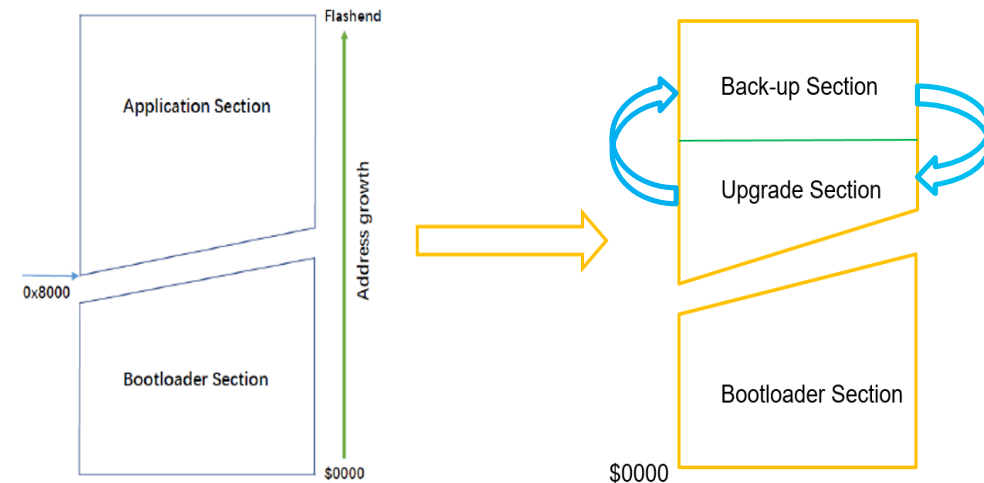 Flashend
Application Section
Address growth
0x8000
Bootloader Section
$0000
Back-up Section
Upgrade Section
Bootloader Section
$0000